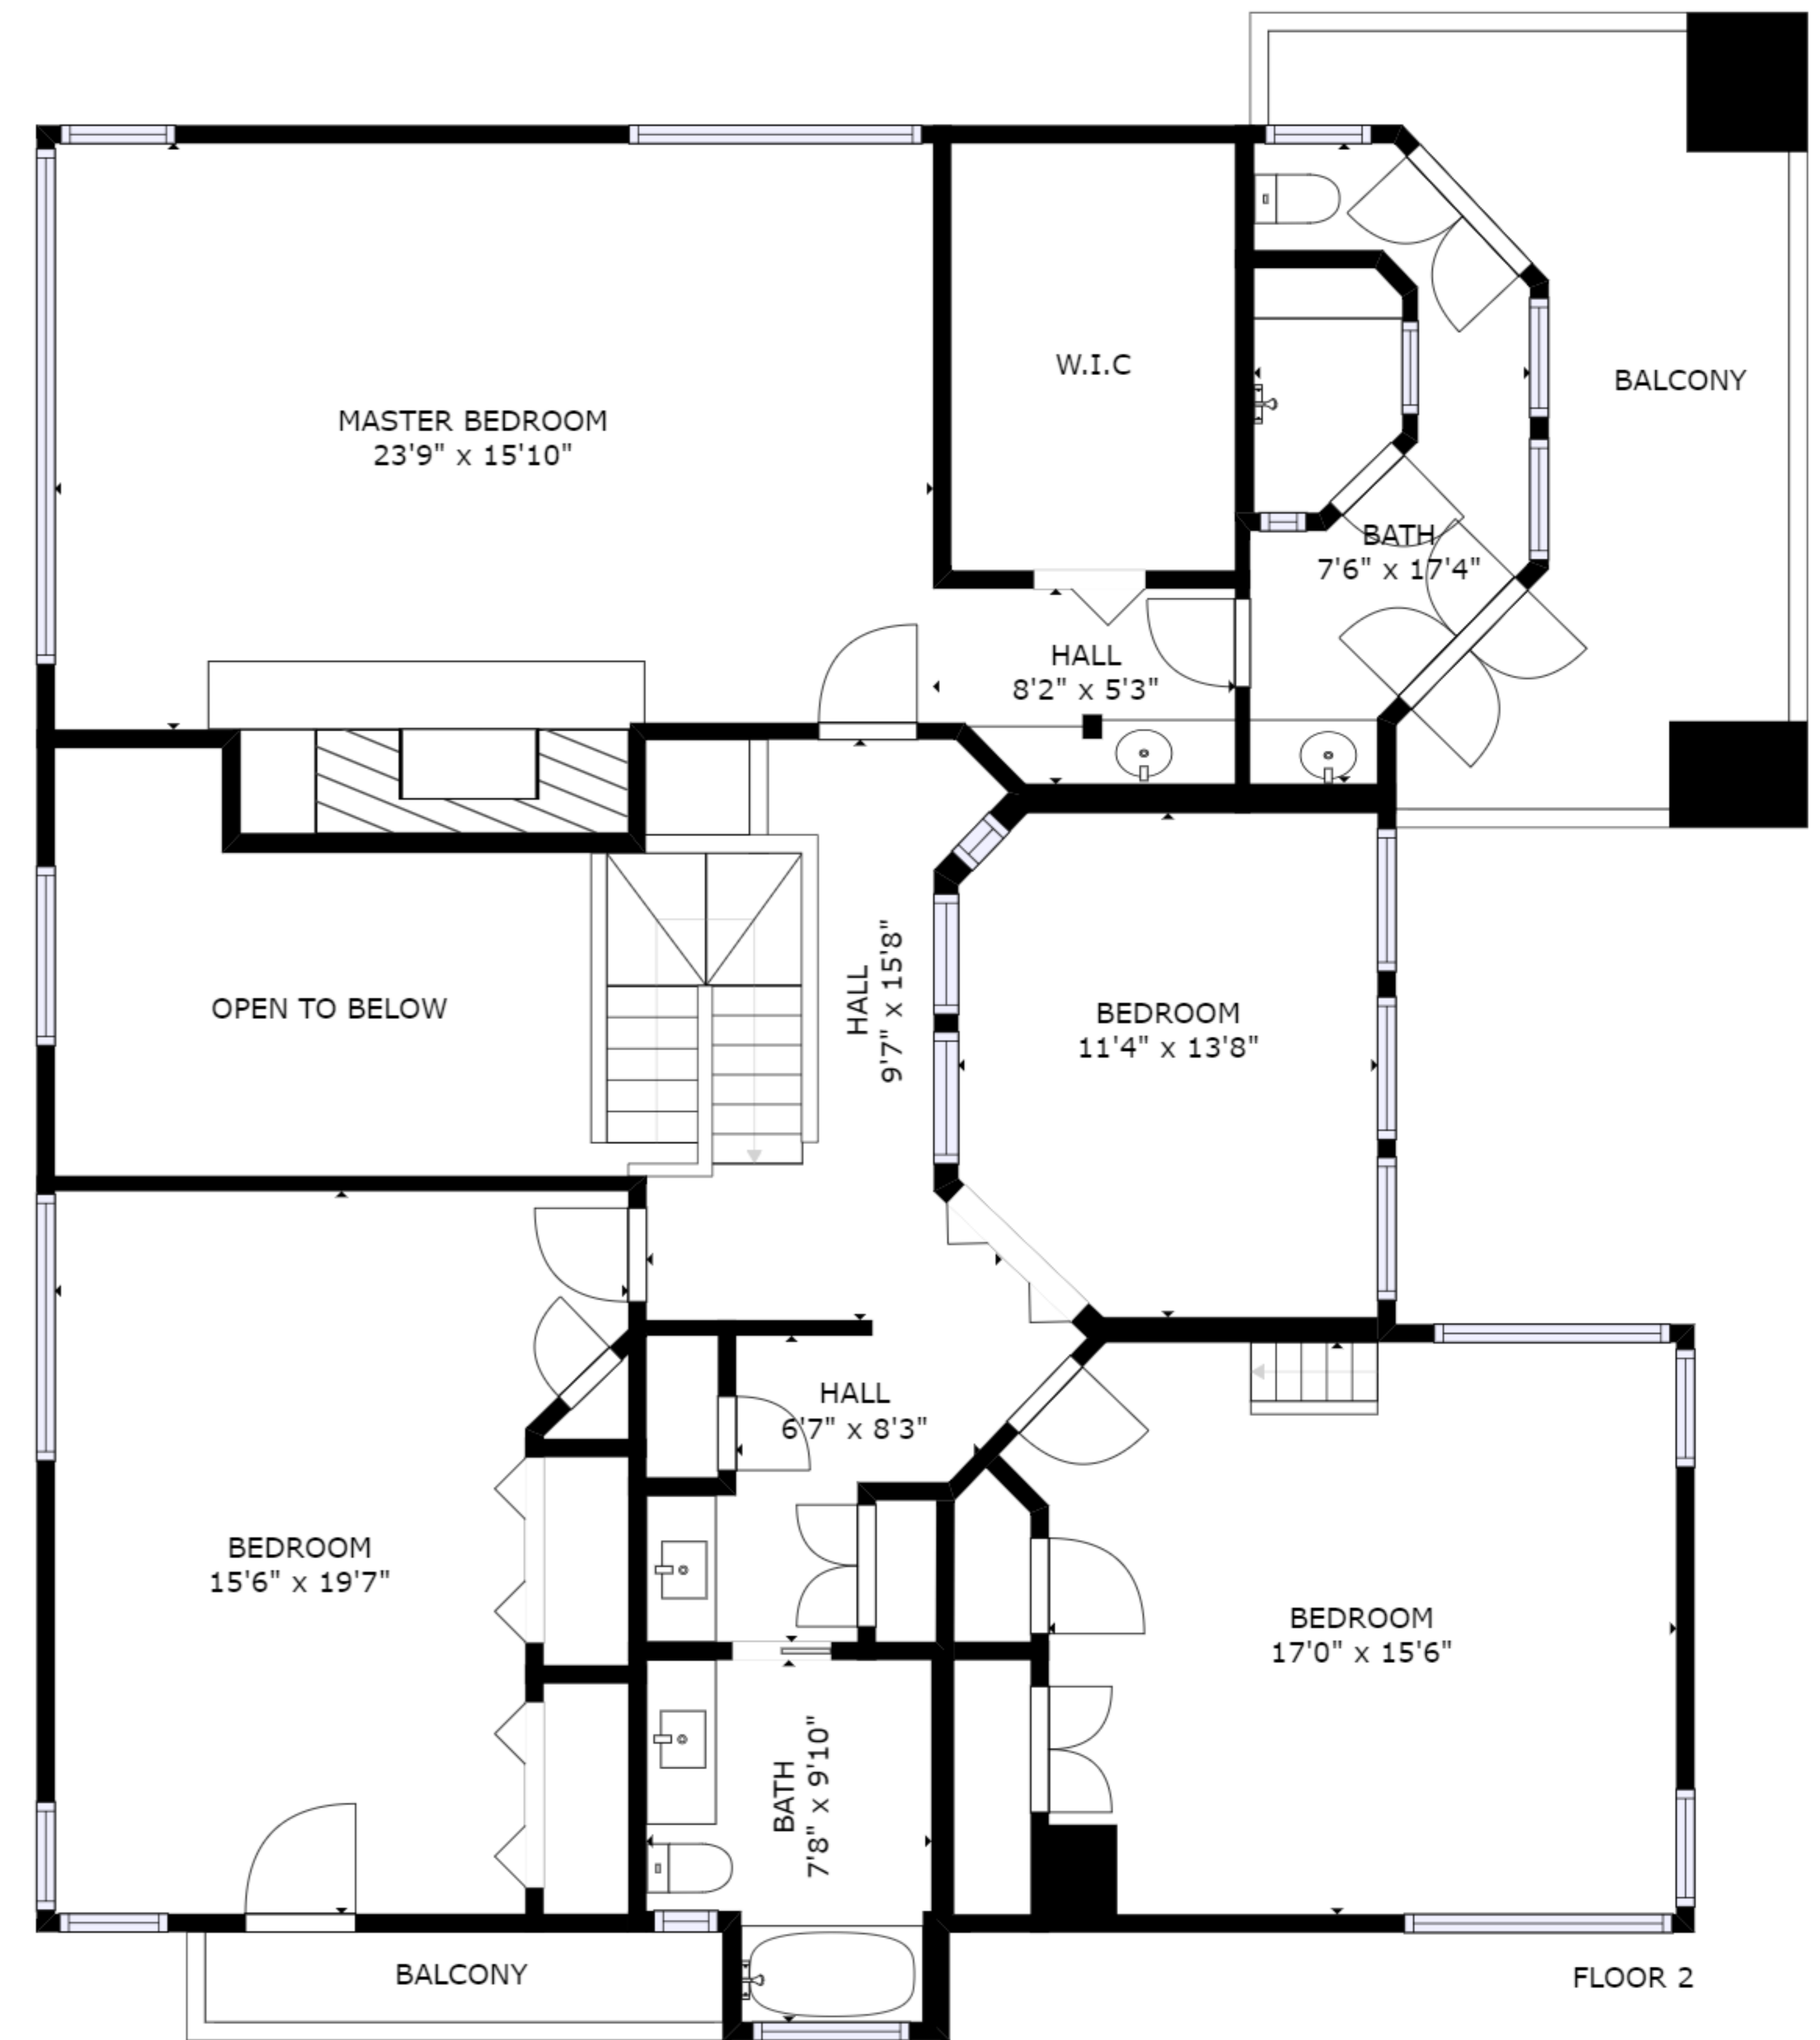 MASTER BEDROOM
23'9" x 15'10"
W.I.C
BALCONY
BATH
7'6" x 17'4"
HALL
8'2" x 5'3"
OPEN TO BELOW
HALL
9'7" x 15'8"
BEDROOM
11'4" x 13'8"
HALL
6'7" x 8'3"
BEDROOM
15'6" x 19'7"
BEDROOM
17'0" x 15'6"
BATH
7'8" x 9'10"
BALCONY
FLOOR 2